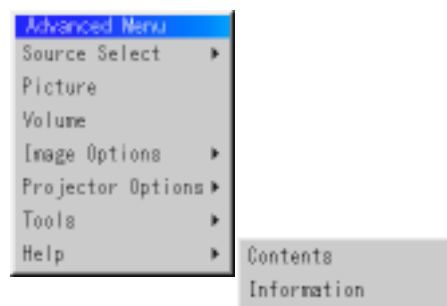 Advanced Menu
Source Select
Picture
Volume
Image Options
Projector Options
Tools
Help
Contents
Information